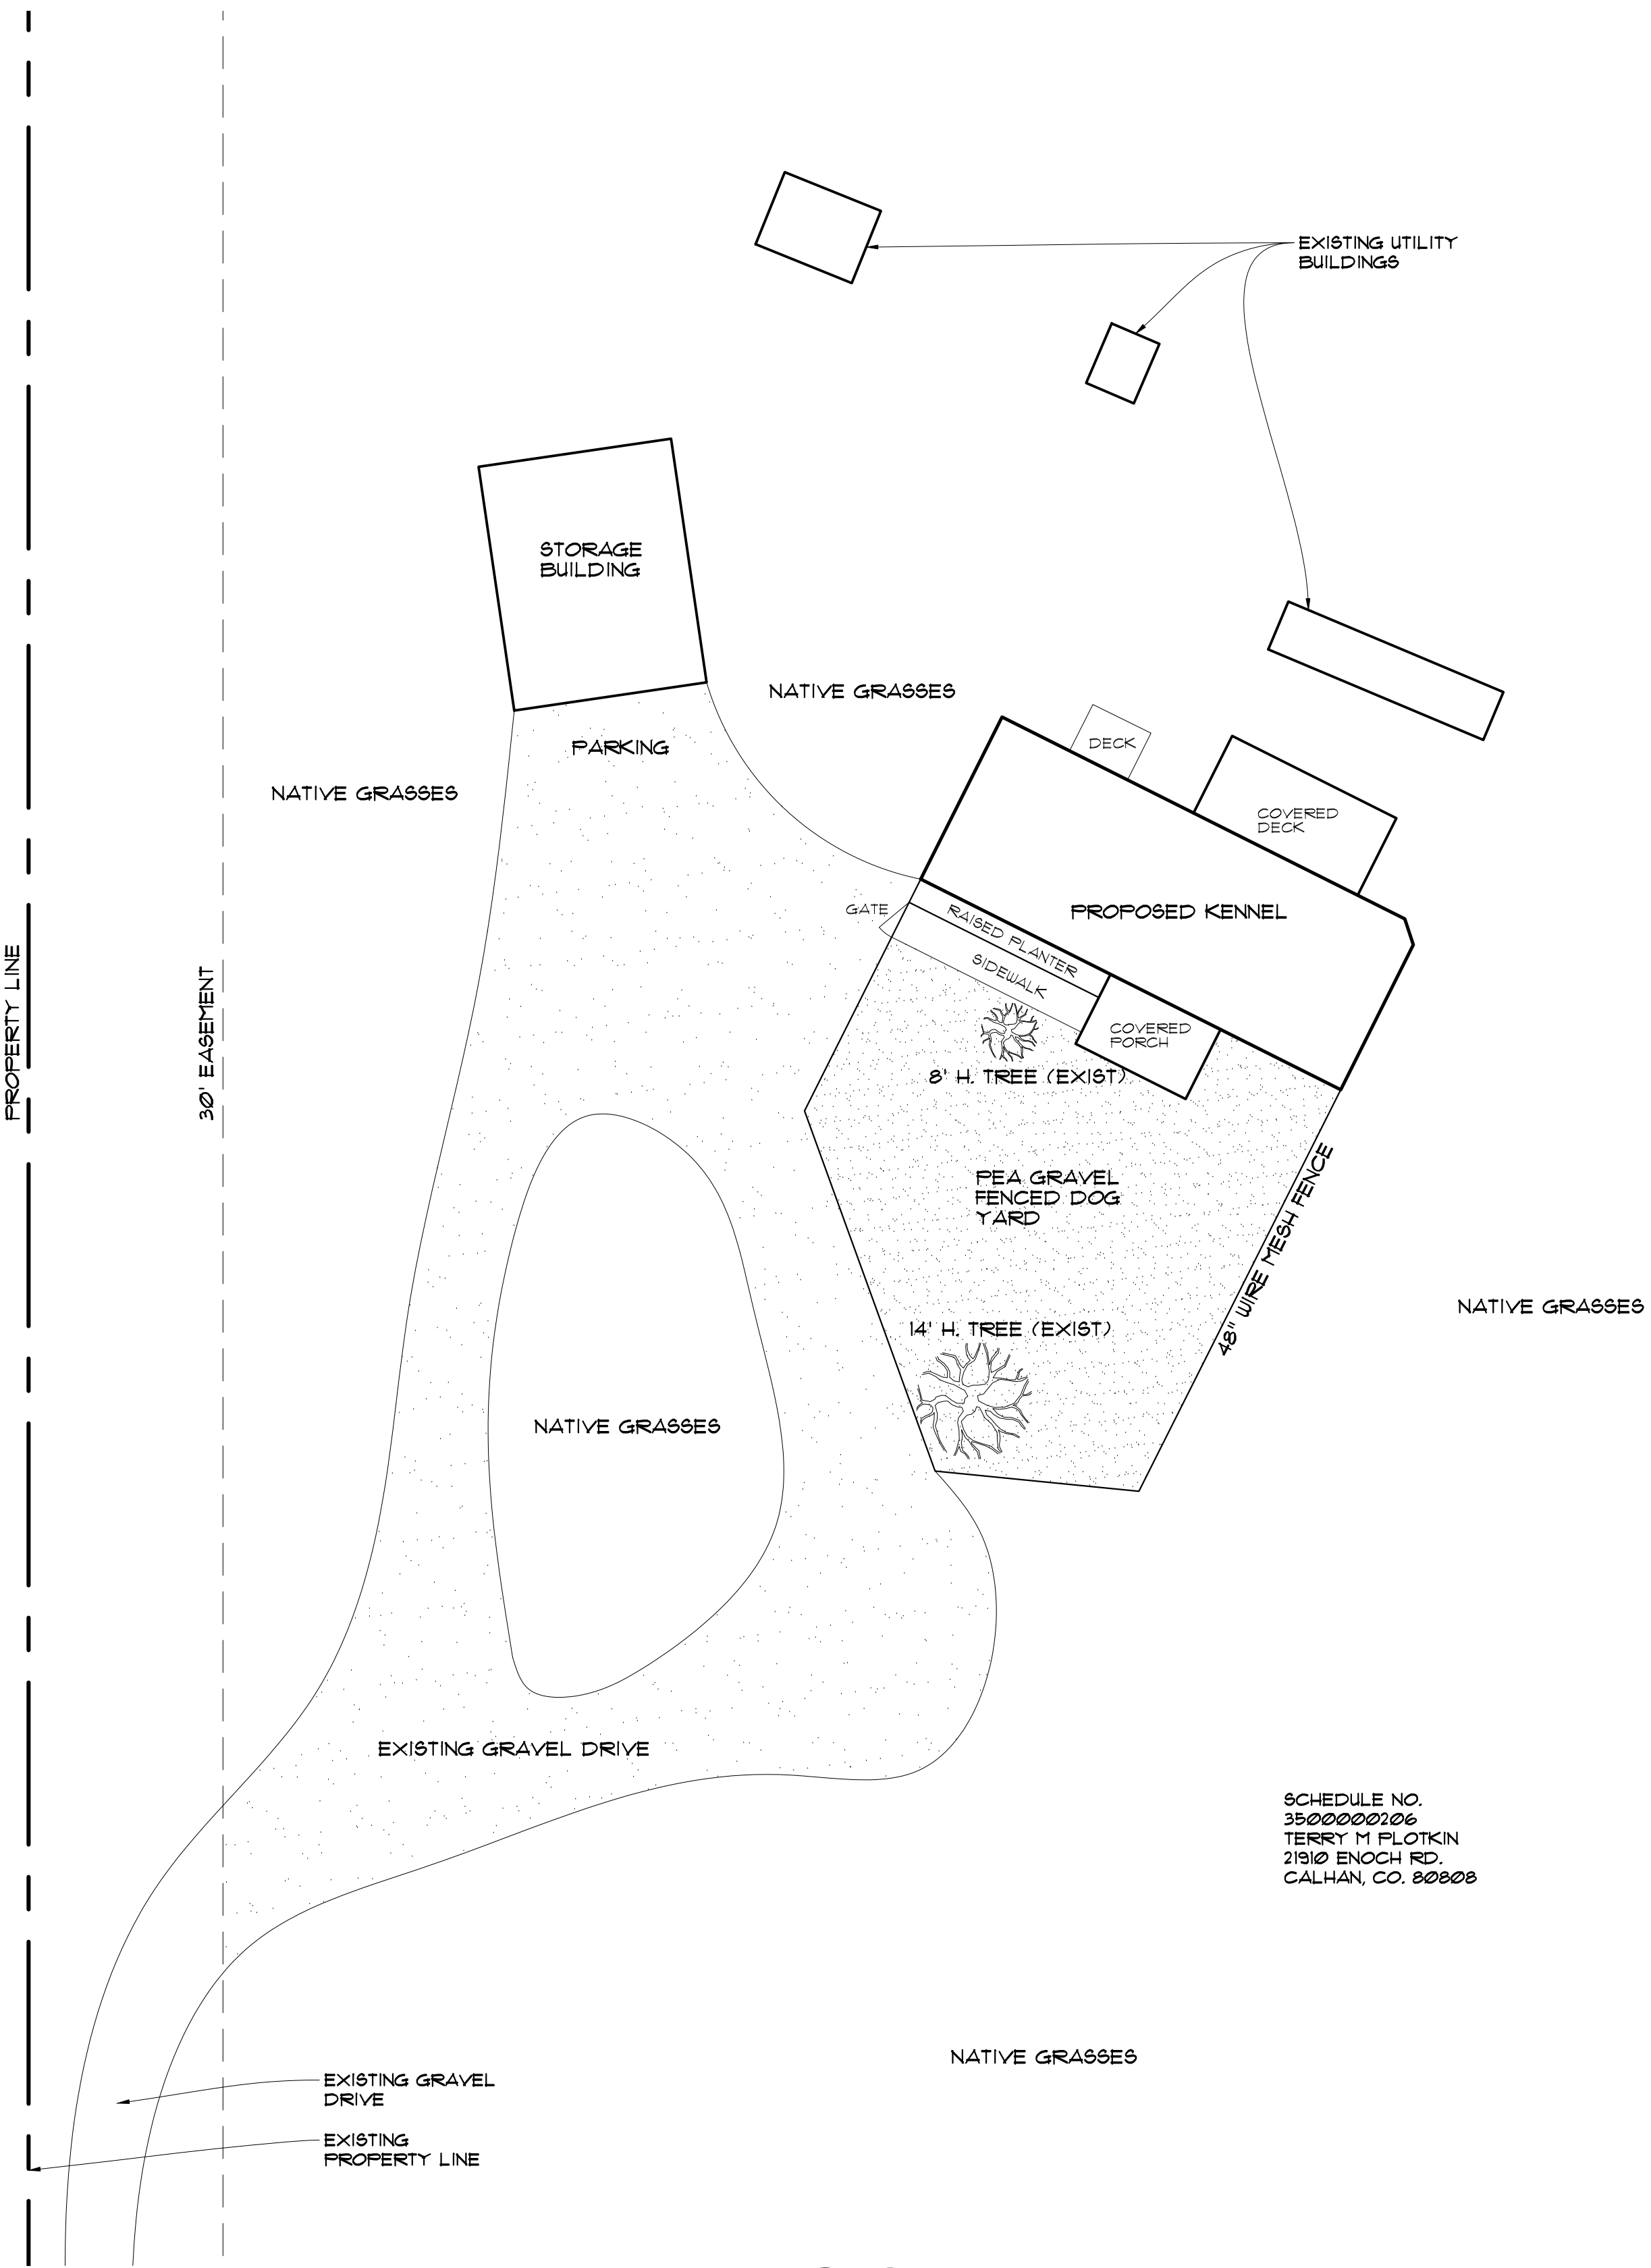 EXISTING UTILITY
BUILDINGS
STORAGE
BUILDING
NATIVE GRASSES
PARKING
NATIVE GRASSES
DECK
COVERED
DECK
GATE
RAISED PLANTER
PROPOSED KENNEL
SIDEWALK
COVERED
PORCH
PROPERTY LINE
30' EASEMENT
8' H. TREE (EXIST)
PEA GRAVEL
FENCED DOG
YARD
48" WIRE MESH FENCE
NATIVE GRASSES
14' H. TREE (EXIST)
NATIVE GRASSES
EXISTING GRAVEL DRIVE
SCHEDULE NO.
3500000206
TERRY M PLOTKIN
21910 ENOCH RD.
CALHAN, CO. 80808
NATIVE GRASSES
EXISTING GRAVEL
DRIVE
EXISTING
PROPERTY LINE